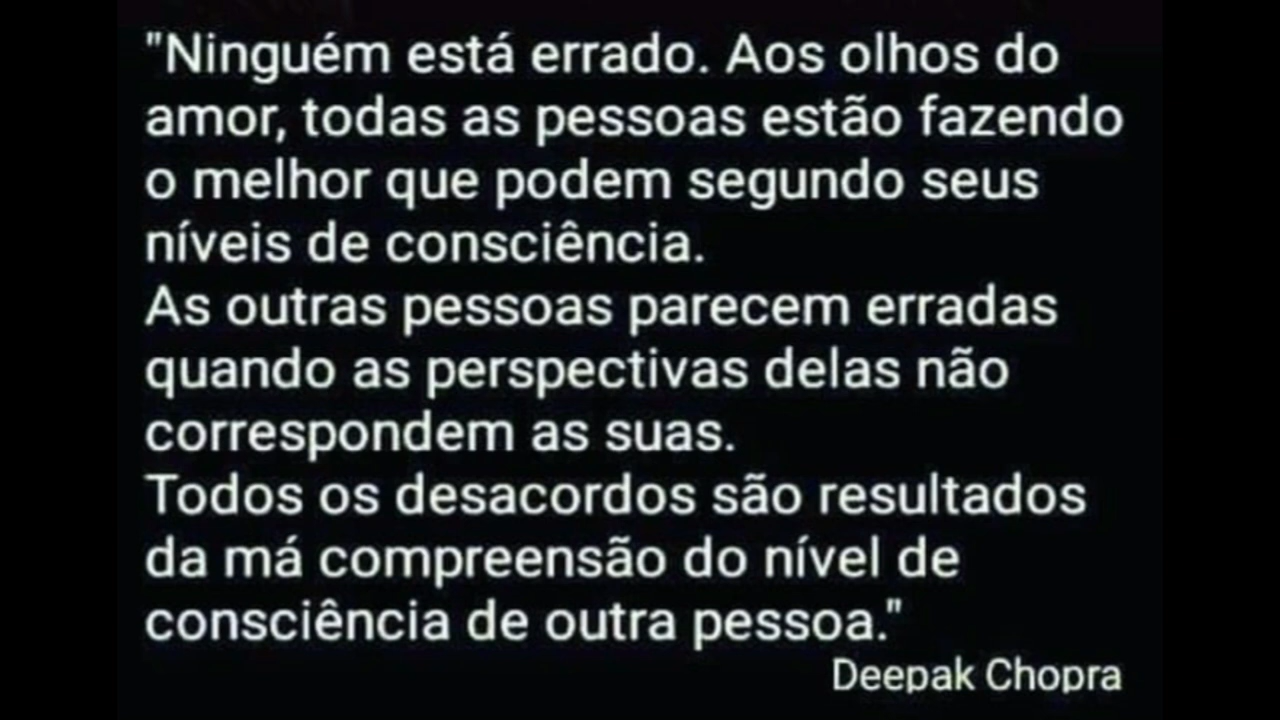 "Ninguém está errado. Aos olhos do
amor, todas as pessoas estão fazendo
o melhor que podem segundo seus
níveis de consciência.
As outras pessoas parecem erradas
quando as perspectivas delas não
correspondem as suas.
Todos os desacordos são resultados
da má compreensão do nível de
consciência de outra pessoa."
Deepak Chopra